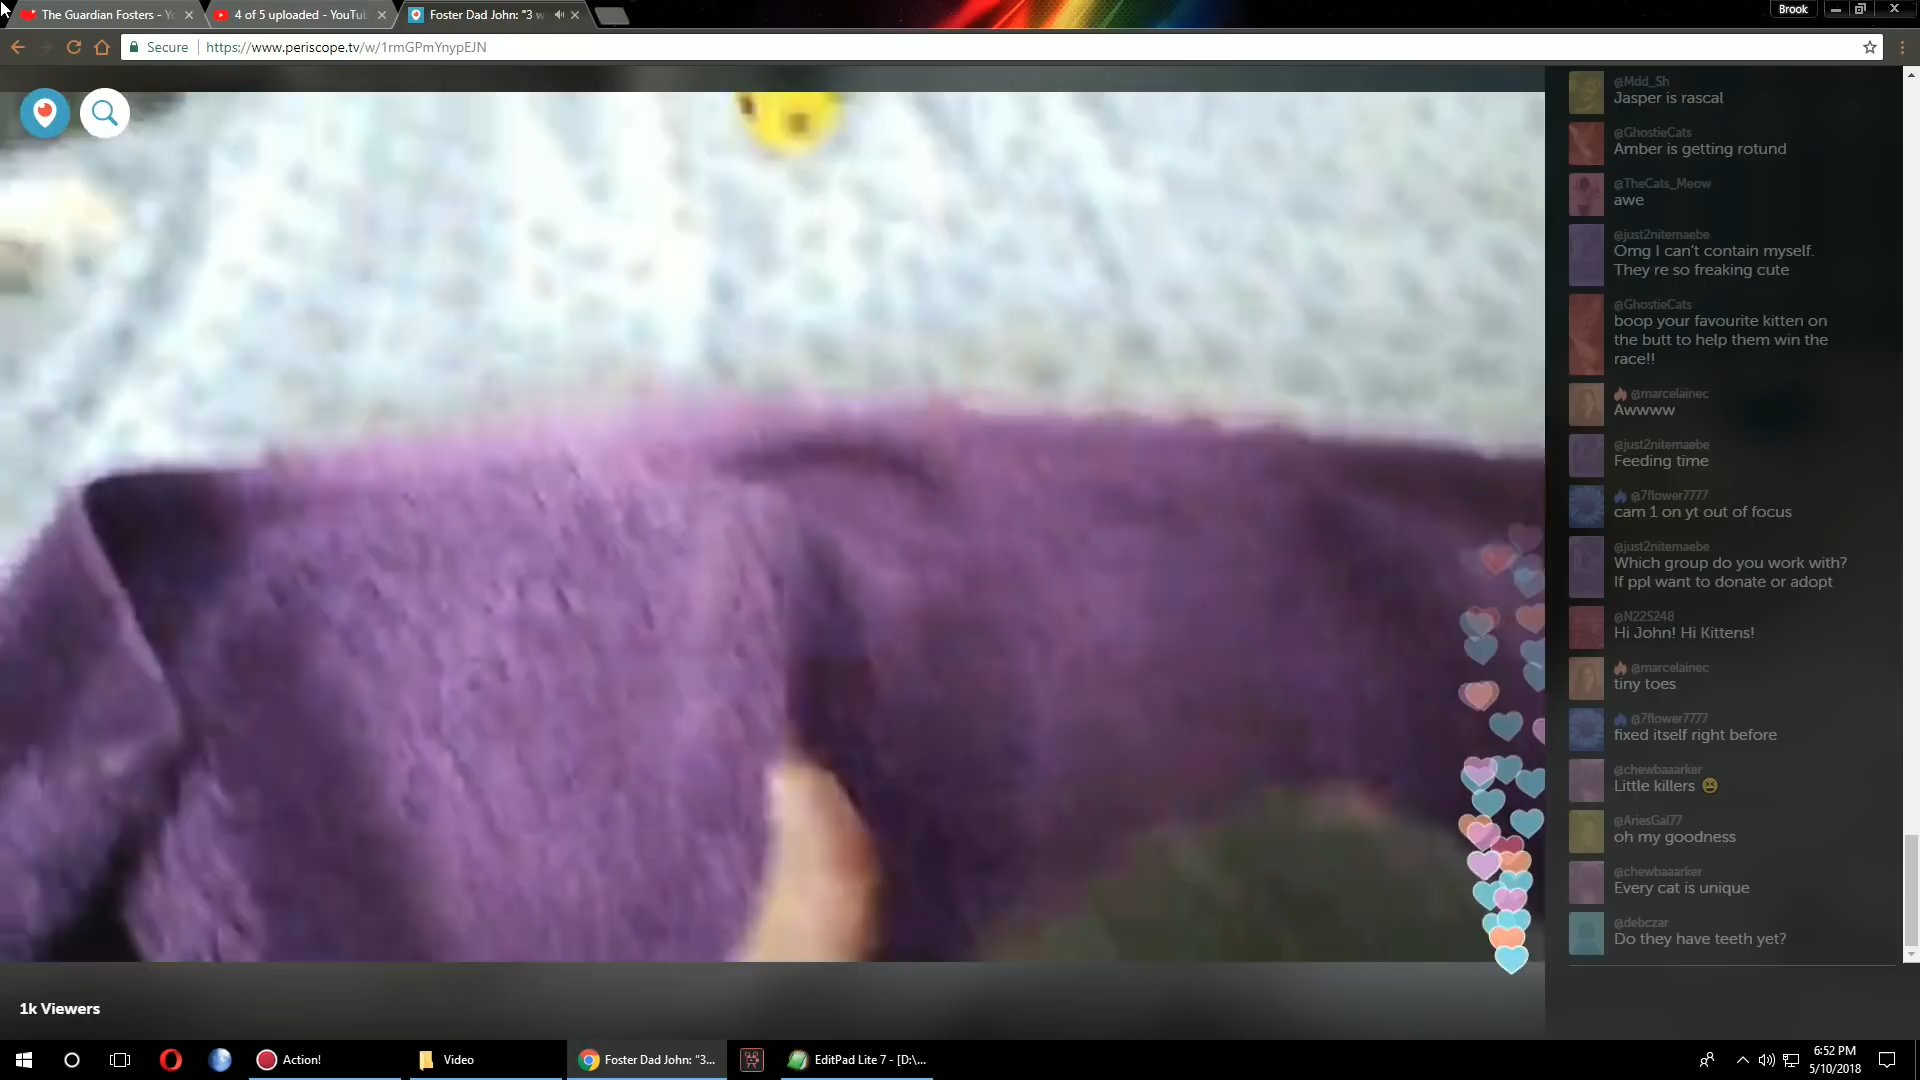 The Guardian Fosters - Yo
4 of 5 uploaded - YouTub
Foster Dad John: "3 w
Brook
Secure
https://www.periscope.tv/w/1rmGPmYnypEJN
@Mdd_Sh
Jasper is rascal
@GhostieCats
Amber is getting rotund
@TheCats_Meow
awe
@just2nitemaebe
Omg I can't contain myself.
They re so freaking cute
@GhostieCats
boop your favourite kitten on
the butt to help them win the
race!!
@marcelainec
Awwww
@just2nitemaebe
Feeding time
@7flower7777
cam 1 on yt out of focus
@just2nitemaebe
Which group do you work with?
If ppl want to donate or adopt
@N22S248
Hi John! Hi Kittens!
@marcelainec
tiny toes
@7flower7777
fixed itself right before
@chewbaaarker
Little killers 😆
@AriesGal77
oh my goodness
@chewbaaarker
Every cat is unique
@debczar
Do they have teeth yet?
1k Viewers
Action!
Video
Foster Dad John: "3...
EditPad Lite 7 - [D:\...
6:52 PM
5/10/2018